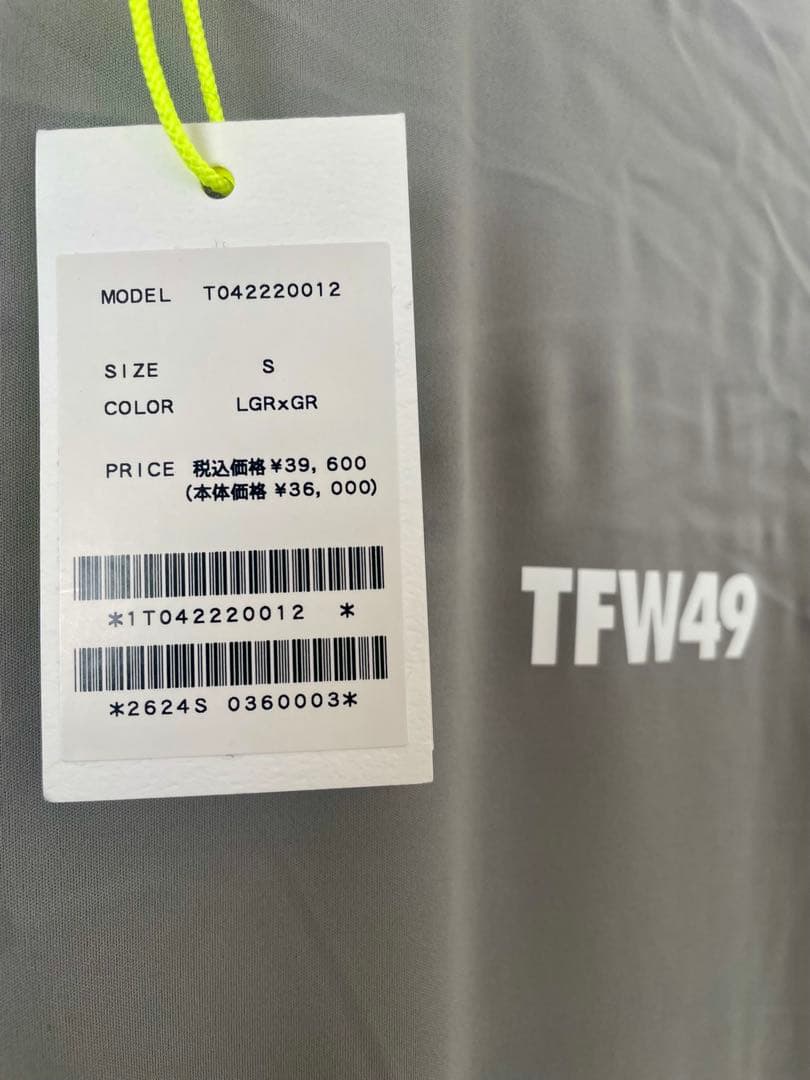 MODEL T042220012
SIZE S
COLOR LGRxGR
PRICE 税込価格 ¥39, 600
(本体価格 ¥36, 000)
*1T042220012 *
*2624S 0360003*
TFW49